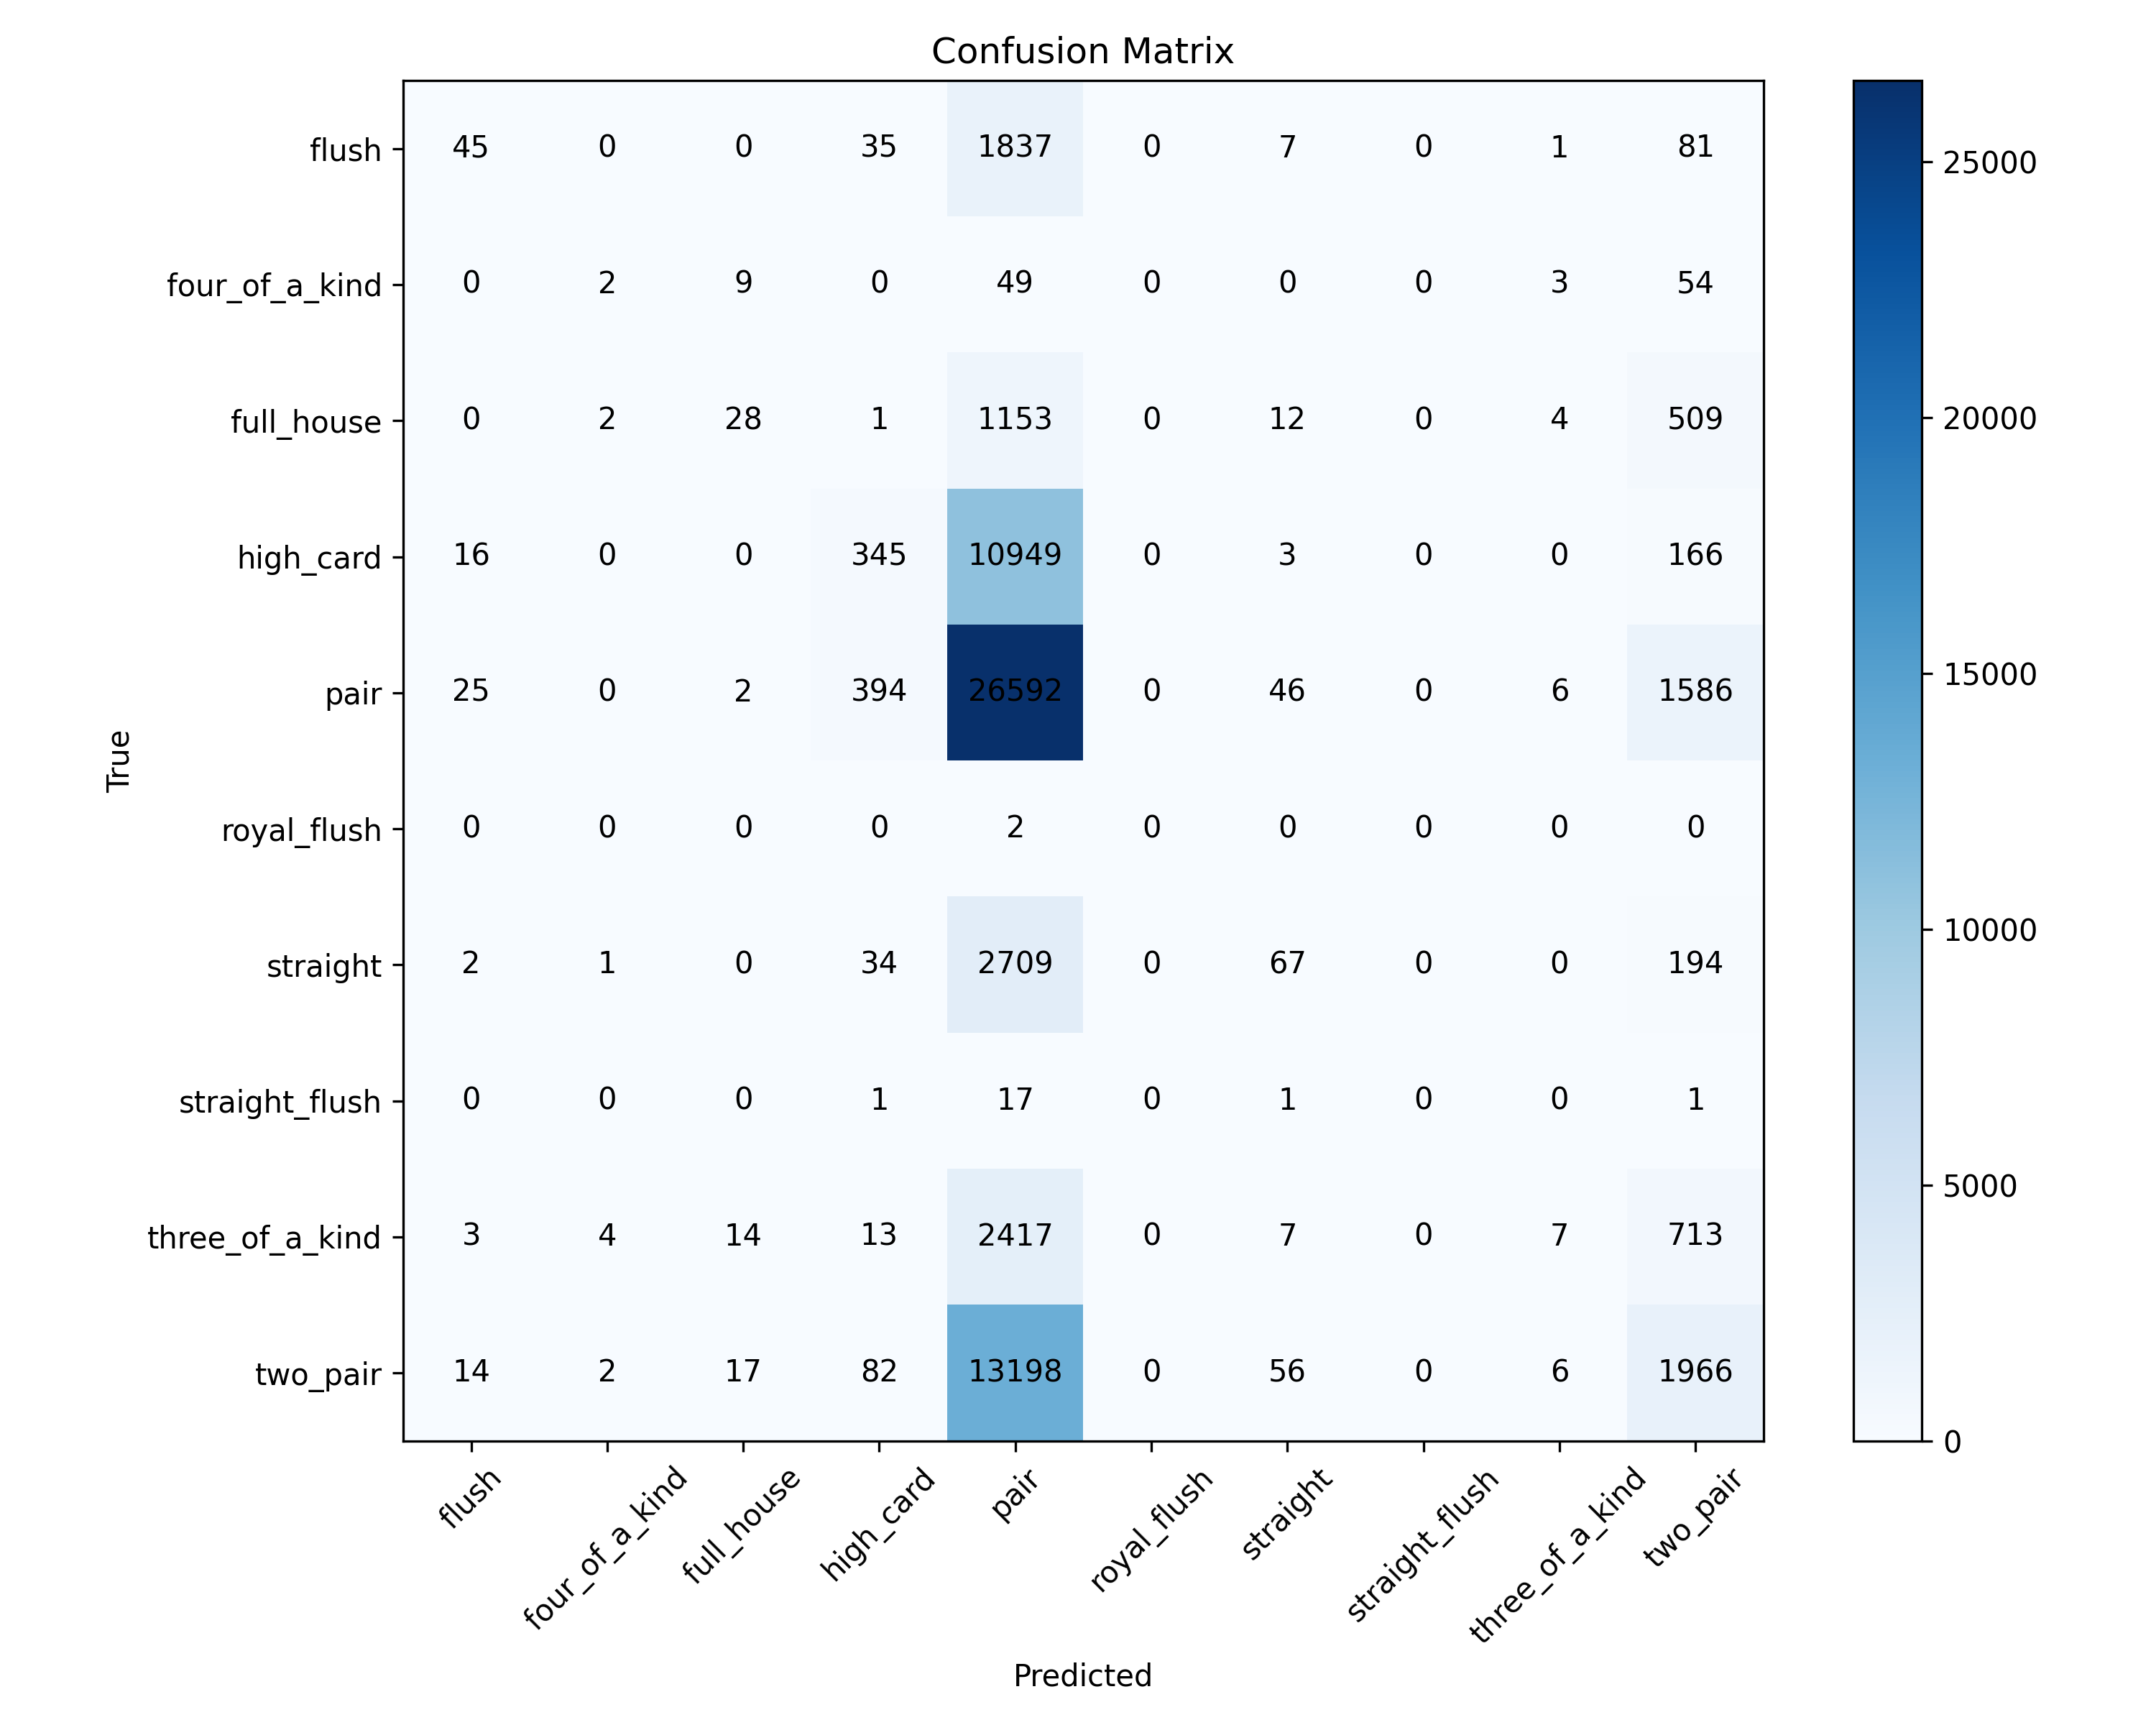 Confusion Matrix
flush 45 0 0 35 1837 0 7 0 1 81
four_of_a_kind 0 2 9 0 49 0 0 0 3 54
full_house 0 2 28 1 1153 0 12 0 4 509
high_card 16 0 0 345 10949 0 3 0 0 166
pair 25 0 2 394 26592 0 46 0 6 1586
royal_flush 0 0 0 0 2 0 0 0 0 0
straight 2 1 0 34 2709 0 67 0 0 194
straight_flush 0 0 0 1 17 0 1 0 0 1
three_of_a_kind 3 4 14 13 2417 0 7 0 7 713
two_pair 14 2 17 82 13198 0 56 0 6 1966
True
flush four_of_a_kind full_house high_card pair royal_flush straight straight_flush three_of_a_kind two_pair
Predicted
25000
20000
15000
10000
5000
0